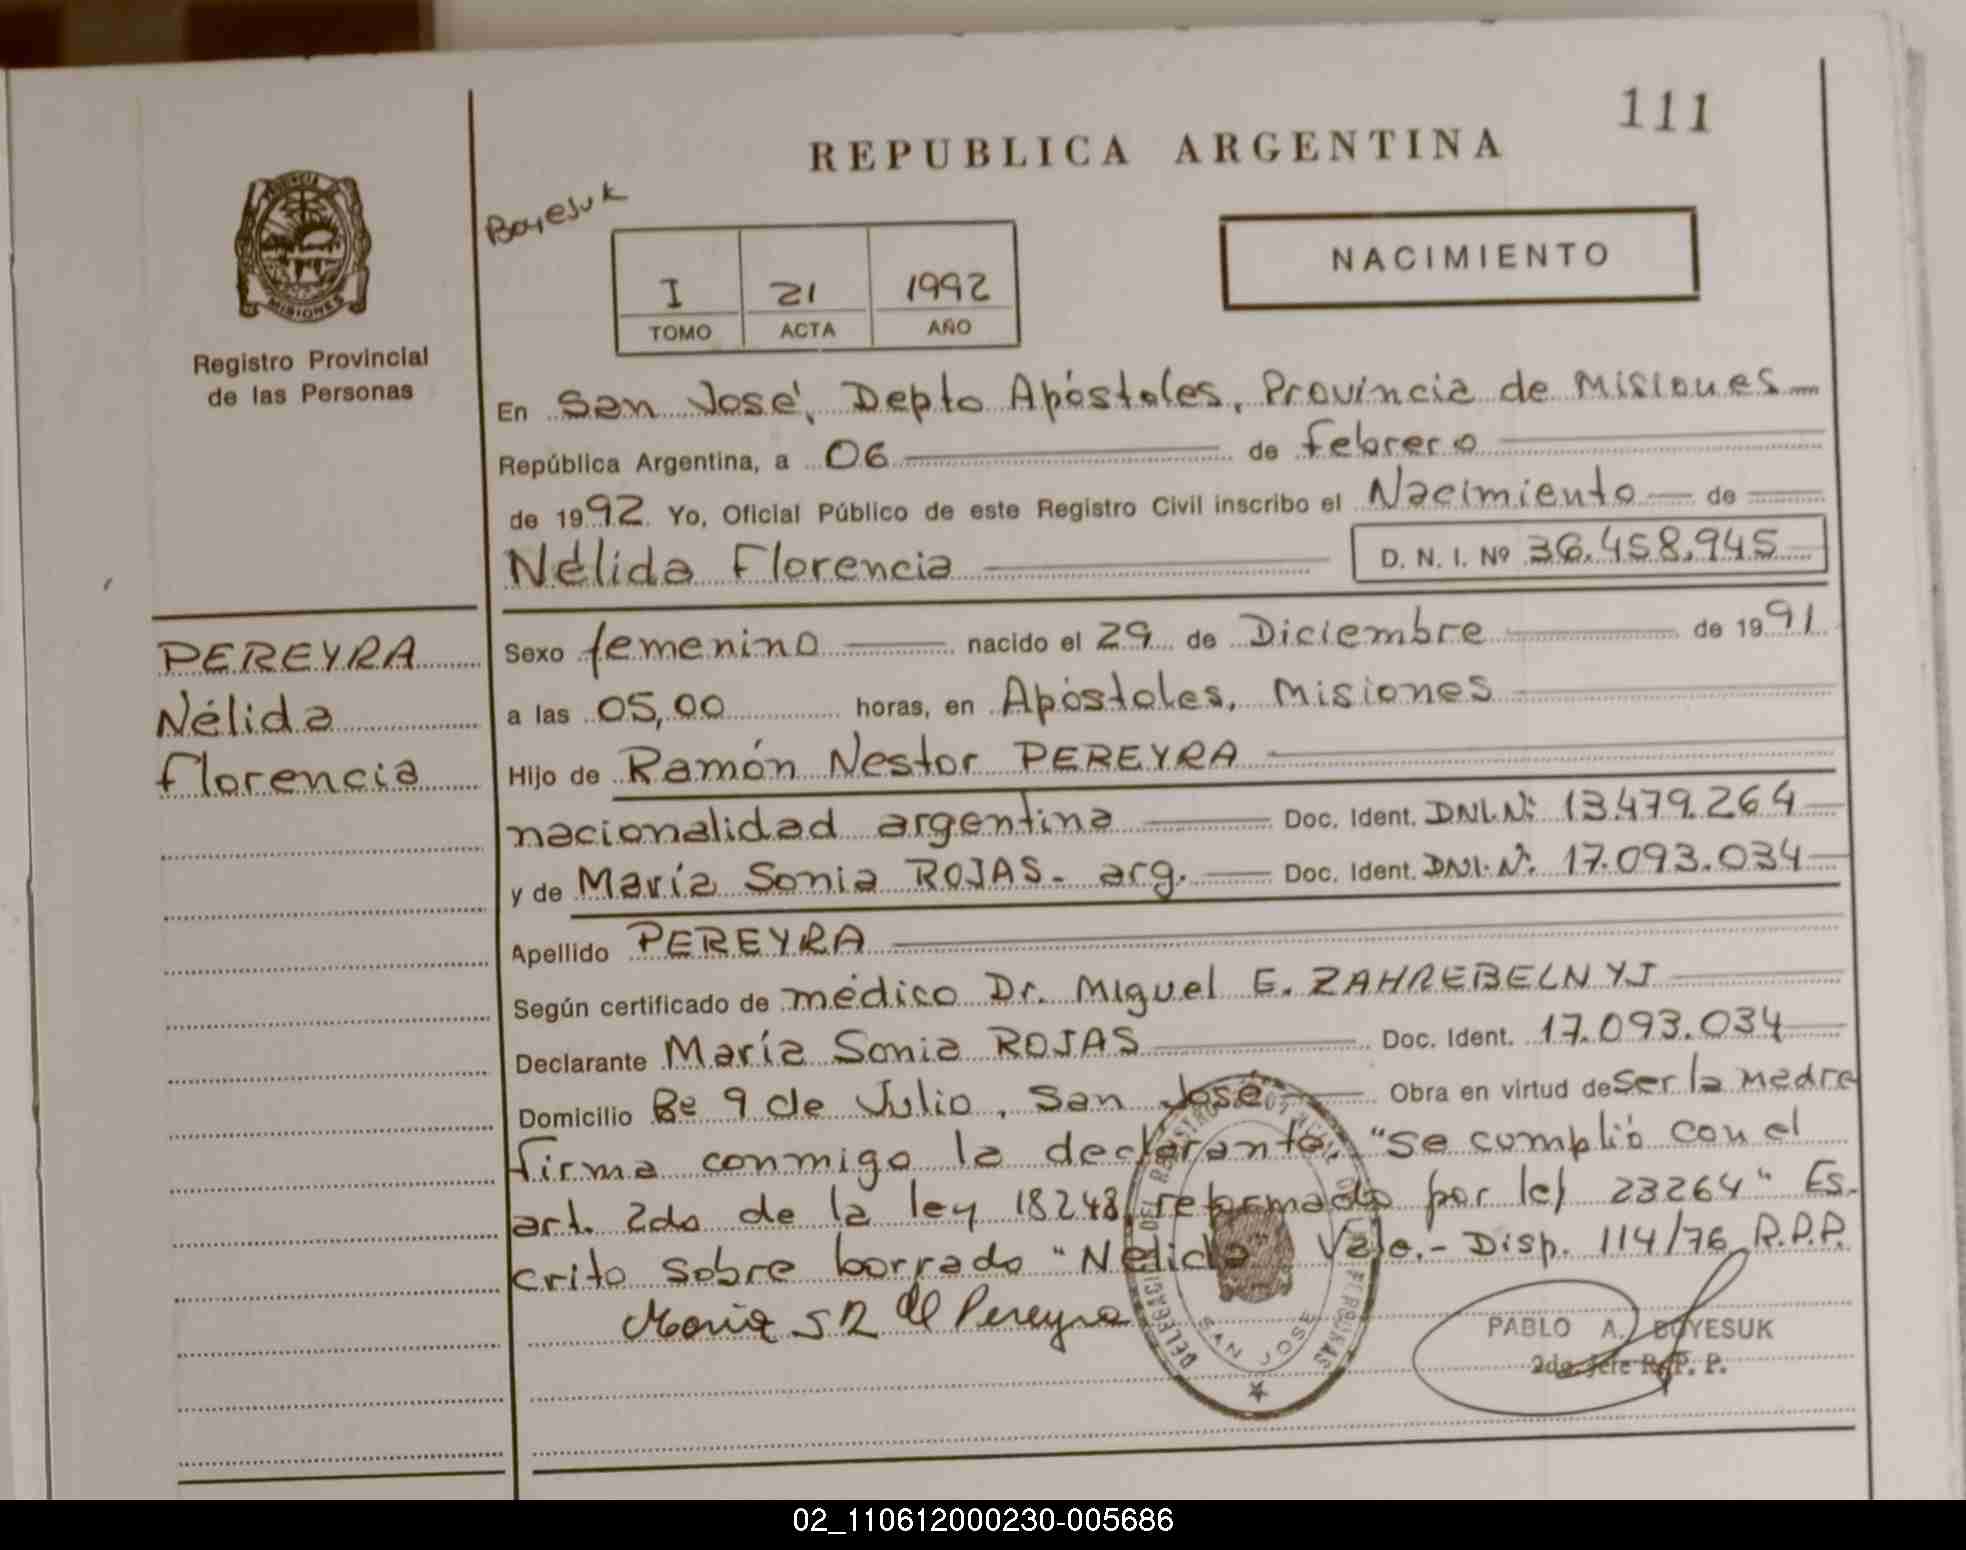 111
REPUBLICA ARGENTINA
Boyesuk
NACIMIENTO
I 21 1992
TOMO ACTA AÑO
MISIONES
Registro Provincial
de las Personas
En San José, Depto Apóstoles, Provincia de Misiones
República Argentina, a 06 de febrero
de 1992 Yo, Oficial Público de este Registro Civil inscribo el Nacimiento de
Nélida Florencia D. N. I. Nº 36.458.945
PEREYRA
Nélida
Florencia
Sexo femenino nacido el 29 de Diciembre de 1991
a las 05,00 horas, en Apóstoles, Misiones
Hijo de Ramón Nestor PEREYRA
nacionalidad argentina Doc. Ident. DNI.Nº 13.479.264
y de María Sonia ROJAS - arg. Doc. Ident. DNI.Nº 17.093.034
Apellido PEREYRA
Según certificado de médico Dr. Miguel E. ZAHREBELNYJ
Declarante María Sonia ROJAS Doc. Ident. 17.093.034
Domicilio Bº 9 de Julio, San José Obra en virtud de ser la madre
firma conmigo la declarante. "Se cumplió con el
art. 2do de la ley 18248 reformado por ley 23264" Es-
crito sobre borrado "Nélida" Vale.- Disp. 114/76 R.P.P.
Maria S R de Pereyra
SAN JOSE
PABLO A. BOYESUK
2do. Jefe R. P. P.
02_110612000230-005686